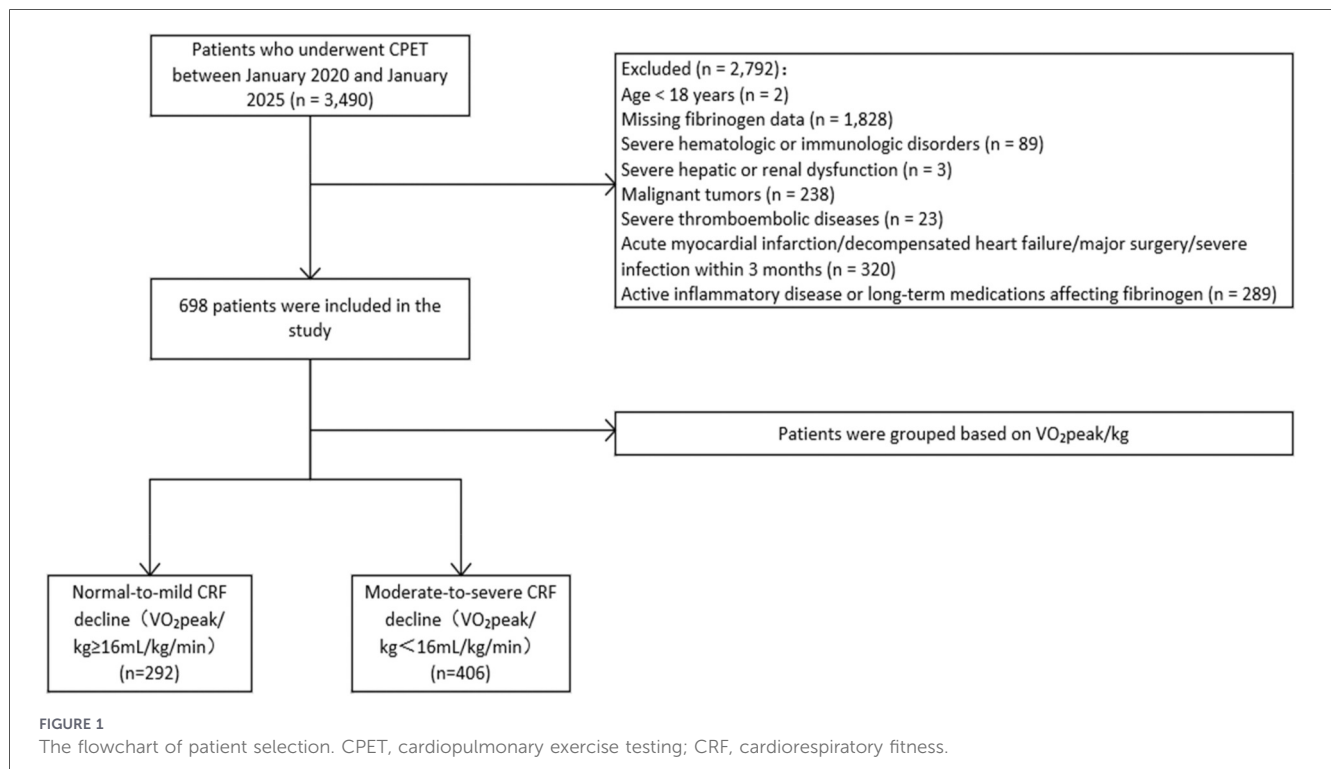 Patients who underwent CPET
between January 2020 and January
2025 (n = 3,490)
Excluded (n = 2,792)：
Age < 18 years (n = 2)
Missing fibrinogen data (n = 1,828)
Severe hematologic or immunologic disorders (n = 89)
Severe hepatic or renal dysfunction (n = 3)
Malignant tumors (n = 238)
Severe thromboembolic diseases (n = 23)
Acute myocardial infarction/decompensated heart failure/major surgery/severe
infection within 3 months (n = 320)
Active inflammatory disease or long-term medications affecting fibrinogen (n = 289)
698 patients were included in the
study
Patients were grouped based on VO₂peak/kg
Normal-to-mild CRF
decline（VO₂peak/
kg≥16mL/kg/min）
(n=292)
Moderate-to-severe CRF
decline（VO₂peak/
kg＜16mL/kg/min）
(n=406)
FIGURE 1
The flowchart of patient selection. CPET, cardiopulmonary exercise testing; CRF, cardiorespiratory fitness.